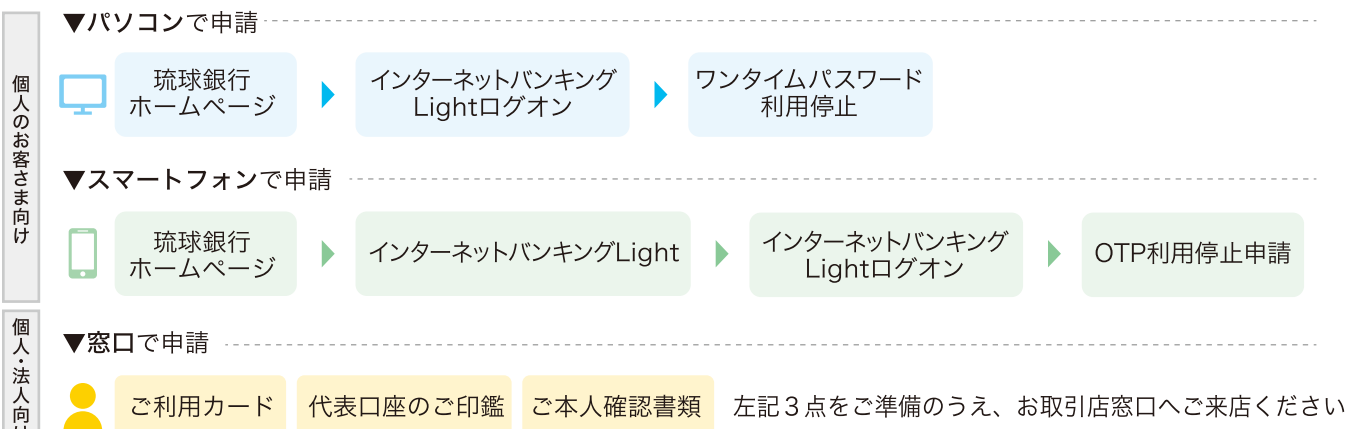 個人のお客さま向け
▼パソコンで申請
琉球銀行
ホームページ
インターネットバンキング
Lightログオン
ワンタイムパスワード
利用停止
▼スマートフォンで申請
琉球銀行
ホームページ
インターネットバンキングLight
インターネットバンキング
Lightログオン
OTP利用停止申請
個人・法人向け
▼窓口で申請
ご利用カード
代表口座のご印鑑
ご本人確認書類
左記３点をご準備のうえ、お取引店窓口へご来店ください